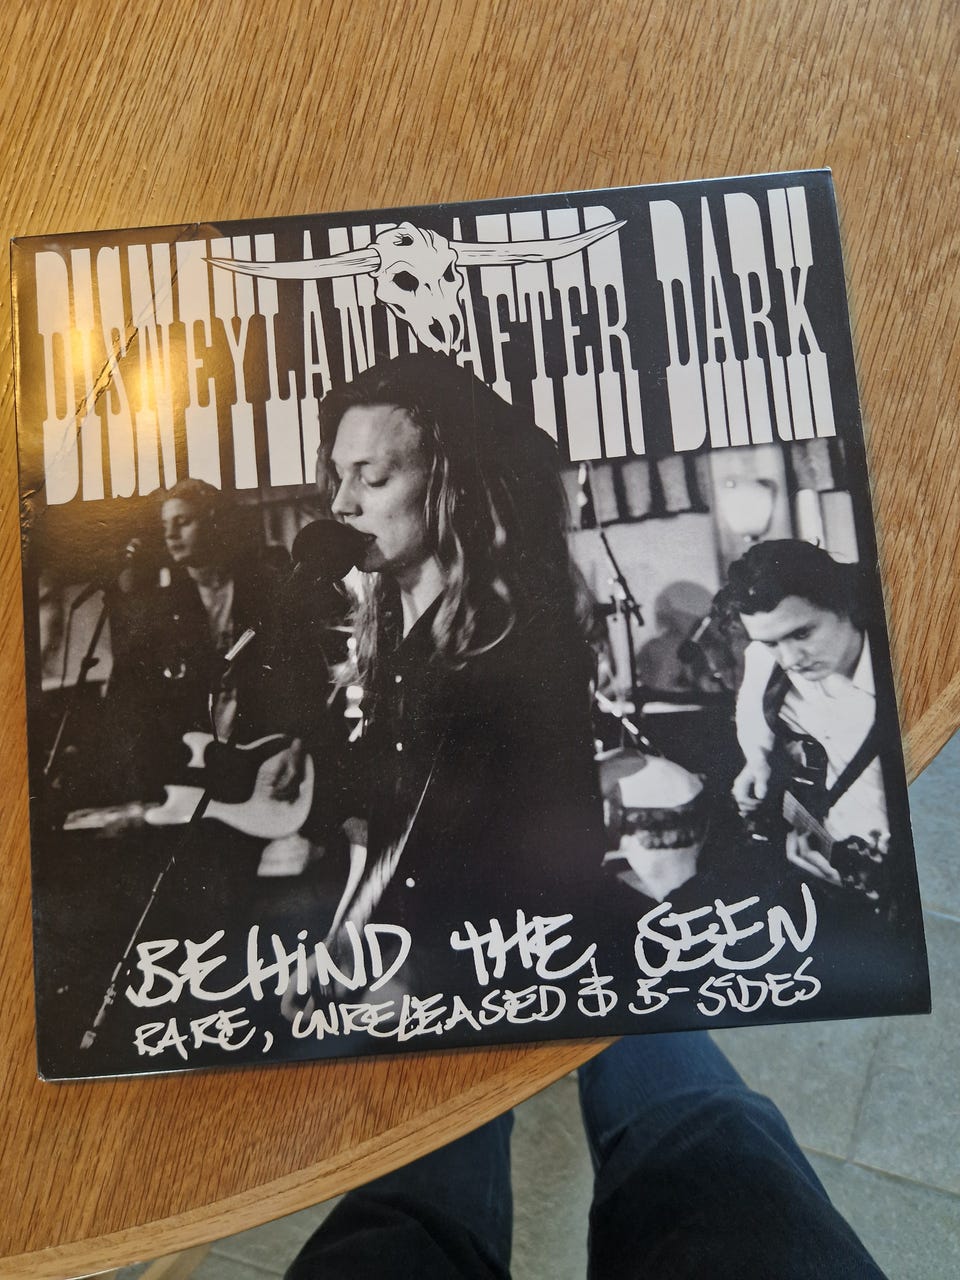 DISNEYLAND AFTER DARK
BEHiND THE SEEN
RARE, UNRELEASED & B-SiDES